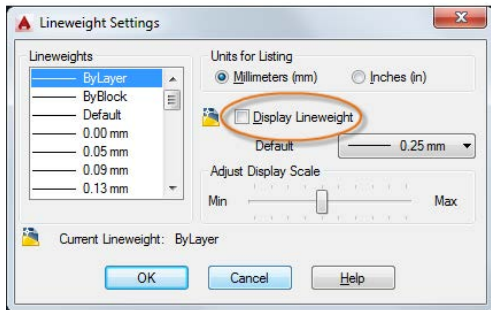 Lineweight Settings
Lineweights
ByLayer
ByBlock
Default
0.00 mm
0.05 mm
0.09 mm
0.13 mm
Units for Listing
Millimeters (mm) Inches (in)
Display Lineweight
Default 0.25 mm
Adjust Display Scale
Min Max
Current Lineweight: ByLayer
OK Cancel Help